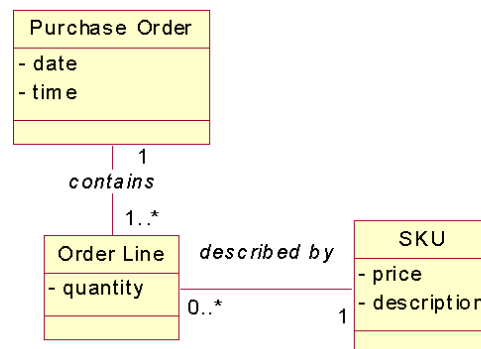 Purchase Order
- date
- time
1
contains
1..*
Order Line
- quantity
described by
0..*
1
SKU
- price
- description